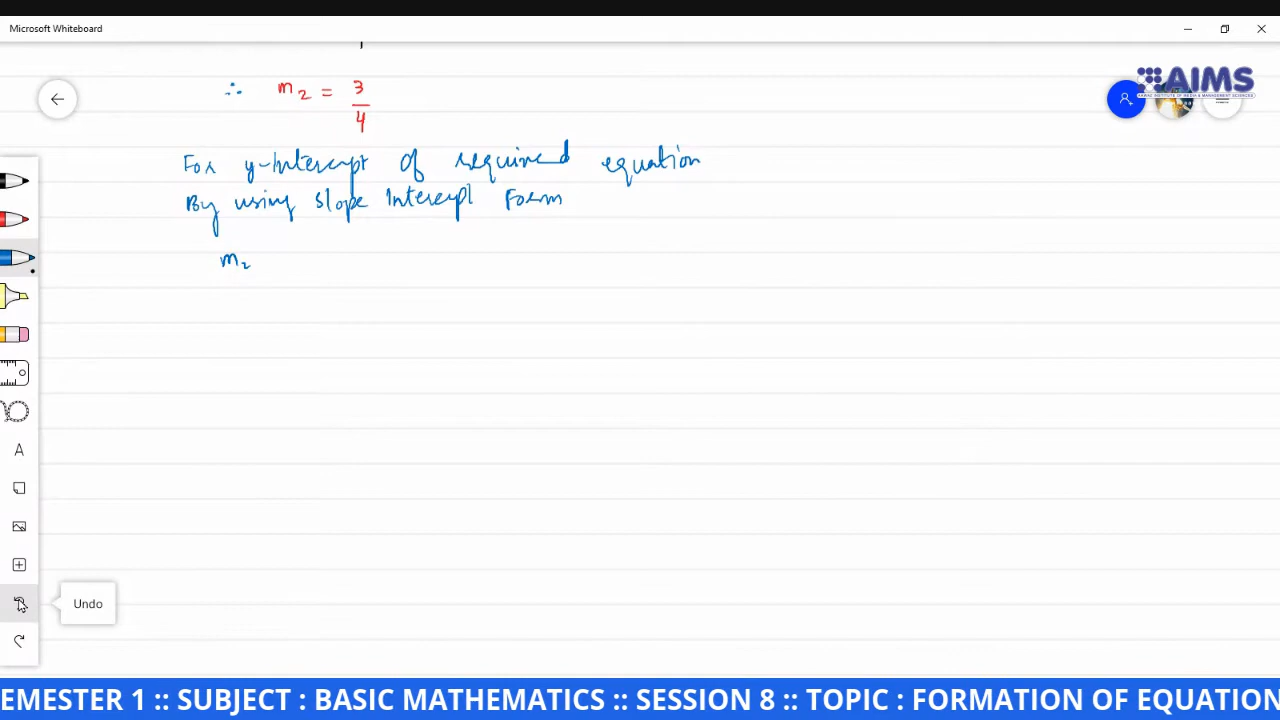 Microsoft Whiteboard
AIMS
∴ m₂ = 3/4
For y-Intercept of required equation
By using slope Intercept Form
m₂
A
Undo
EMESTER 1 :: SUBJECT : BASIC MATHEMATICS :: SESSION 8 :: TOPIC : FORMATION OF EQUATION